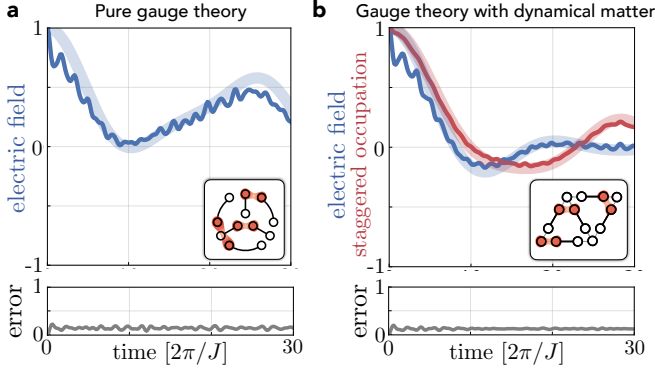 a Pure gauge theory
1
0
-1
electric field
1
0
error
0
30
time [2π/J]
b Gauge theory with dynamical matter
1
0
-1
electric field
staggered occupation
1
0
error
0
30
time [2π/J]